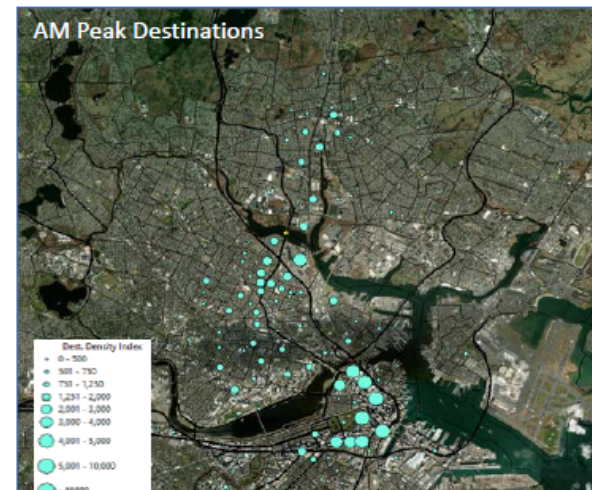 AM Peak Destinations
Dest. Density Index
0 - 500
501 - 750
751 - 1,250
1,251 - 2,000
2,001 - 3,000
3,000 - 4,000
4,001 - 5,000
5,001 - 10,000